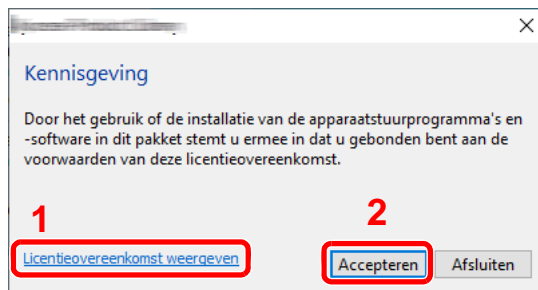 Kennisgeving
Door het gebruik of de installatie van de apparaatstuurprogramma's en
-software in dit pakket stemt u ermee in dat u gebonden bent aan de
voorwaarden van deze licentieovereenkomst.
1
2
Licentieovereenkomst weergeven
Accepteren
Afsluiten